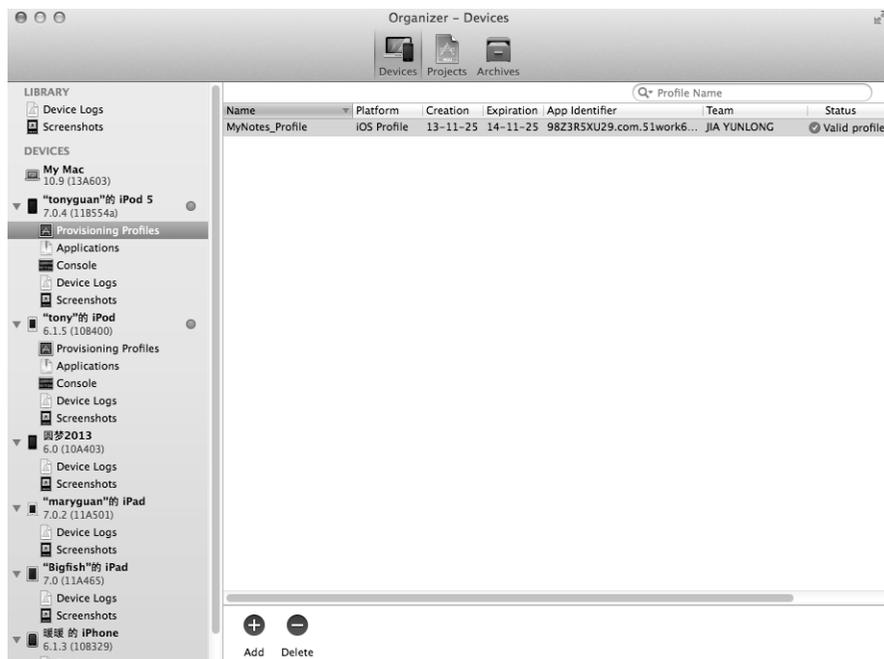 Organizer – Devices
Devices Projects Archives
LIBRARY
Device Logs
Screenshots
DEVICES
My Mac
10.9 (13A603)
“tonyguan”的 iPod 5
7.0.4 (11B554a)
Provisioning Profiles
Applications
Console
Device Logs
Screenshots
“tony”的 iPod
6.1.5 (10B400)
Provisioning Profiles
Applications
Console
Device Logs
Screenshots
圆梦2013
6.0 (10A403)
Device Logs
Screenshots
“maryguan”的 iPad
7.0.2 (11A501)
Device Logs
Screenshots
“Bigfish”的 iPad
7.0 (11A465)
Device Logs
Screenshots
暖暖 的 iPhone
6.1.3 (10B329)
Profile Name
Name Platform Creation Expiration App Identifier Team Status
MyNotes_Profile iOS Profile 13-11-25 14-11-25 98Z3R5XU29.com.51work6... JIA YUNLONG Valid profile
Add Delete